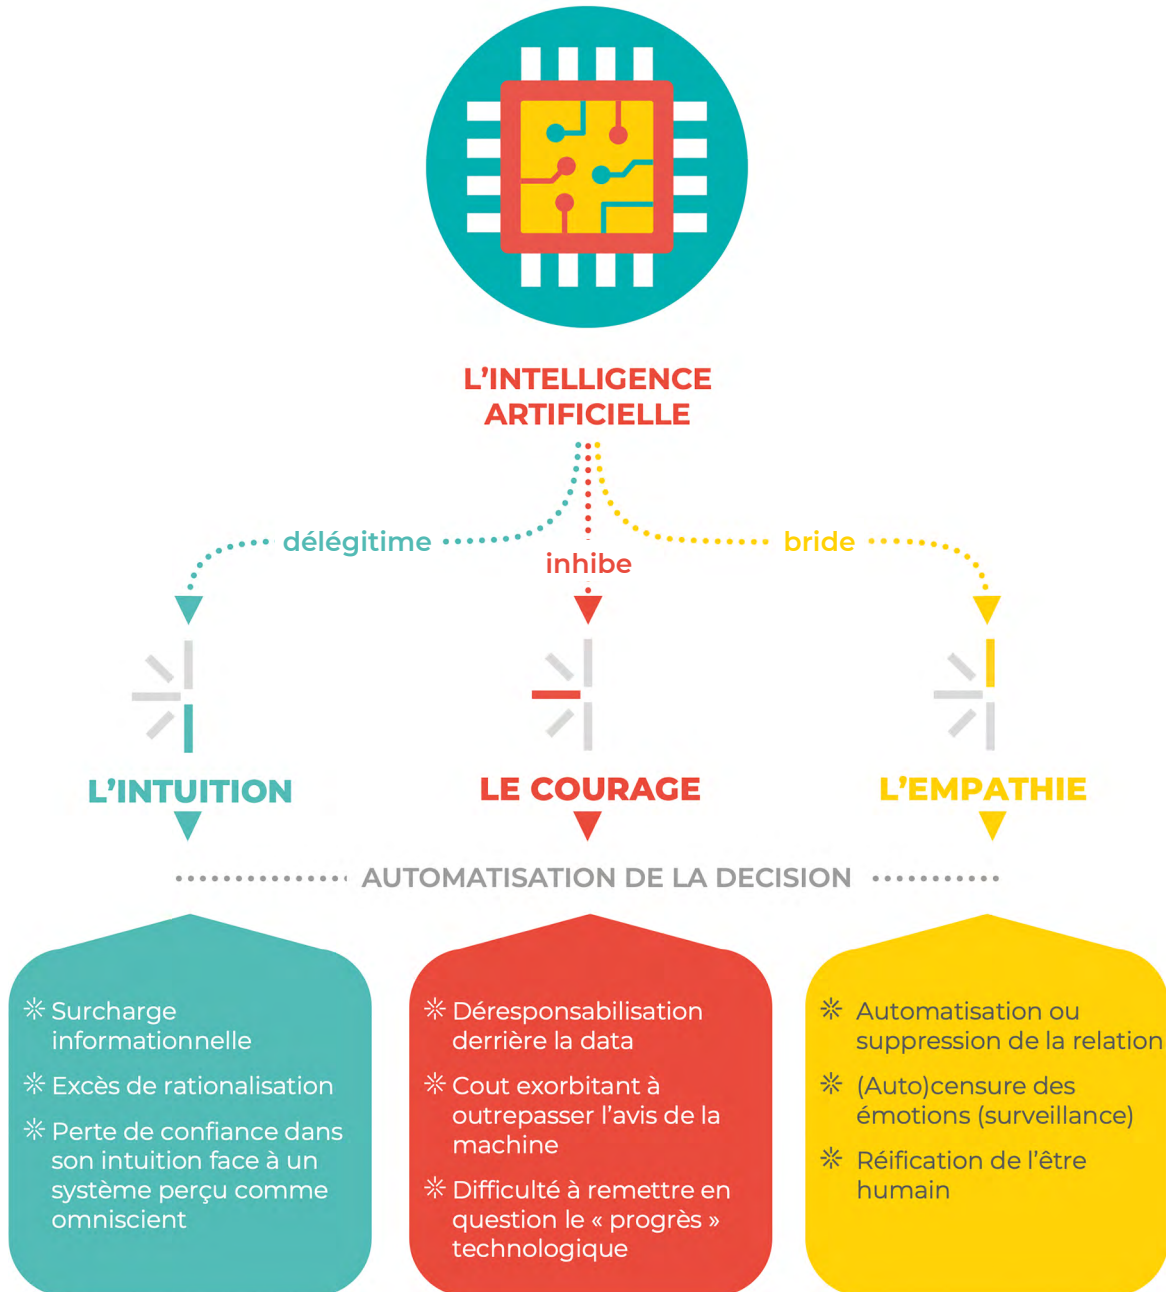 L'INTELLIGENCE
ARTIFICIELLE
délégitime
inhibe
bride
L'INTUITION
LE COURAGE
L'EMPATHIE
AUTOMATISATION DE LA DECISION
Surcharge
informationnelle
Excès de rationalisation
Perte de confiance dans
son intuition face à un
système perçu comme
omniscient
Déresponsabilisation
derrière la data
Cout exorbitant à
outrepasser l'avis de la
machine
Difficulté à remettre en
question le « progrès »
technologique
Automatisation ou
suppression de la relation
(Auto)censure des
émotions (surveillance)
Réification de l'être
humain